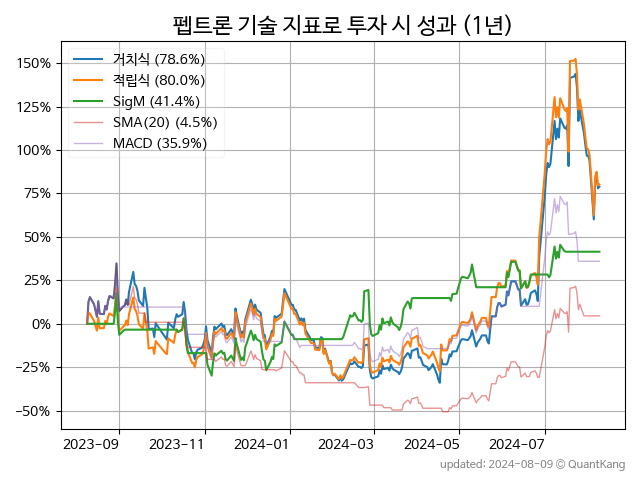 펩트론 기술 지표로 투자 시 성과 (1년)
거치식 (78.6%)
적립식 (80.0%)
SigM (41.4%)
SMA(20) (4.5%)
MACD (35.9%)
150%
125%
100%
75%
50%
25%
0%
−25%
−50%
2023-09
2023-11
2024-01
2024-03
2024-05
2024-07
updated: 2024-08-09 ⓒ QuantKang